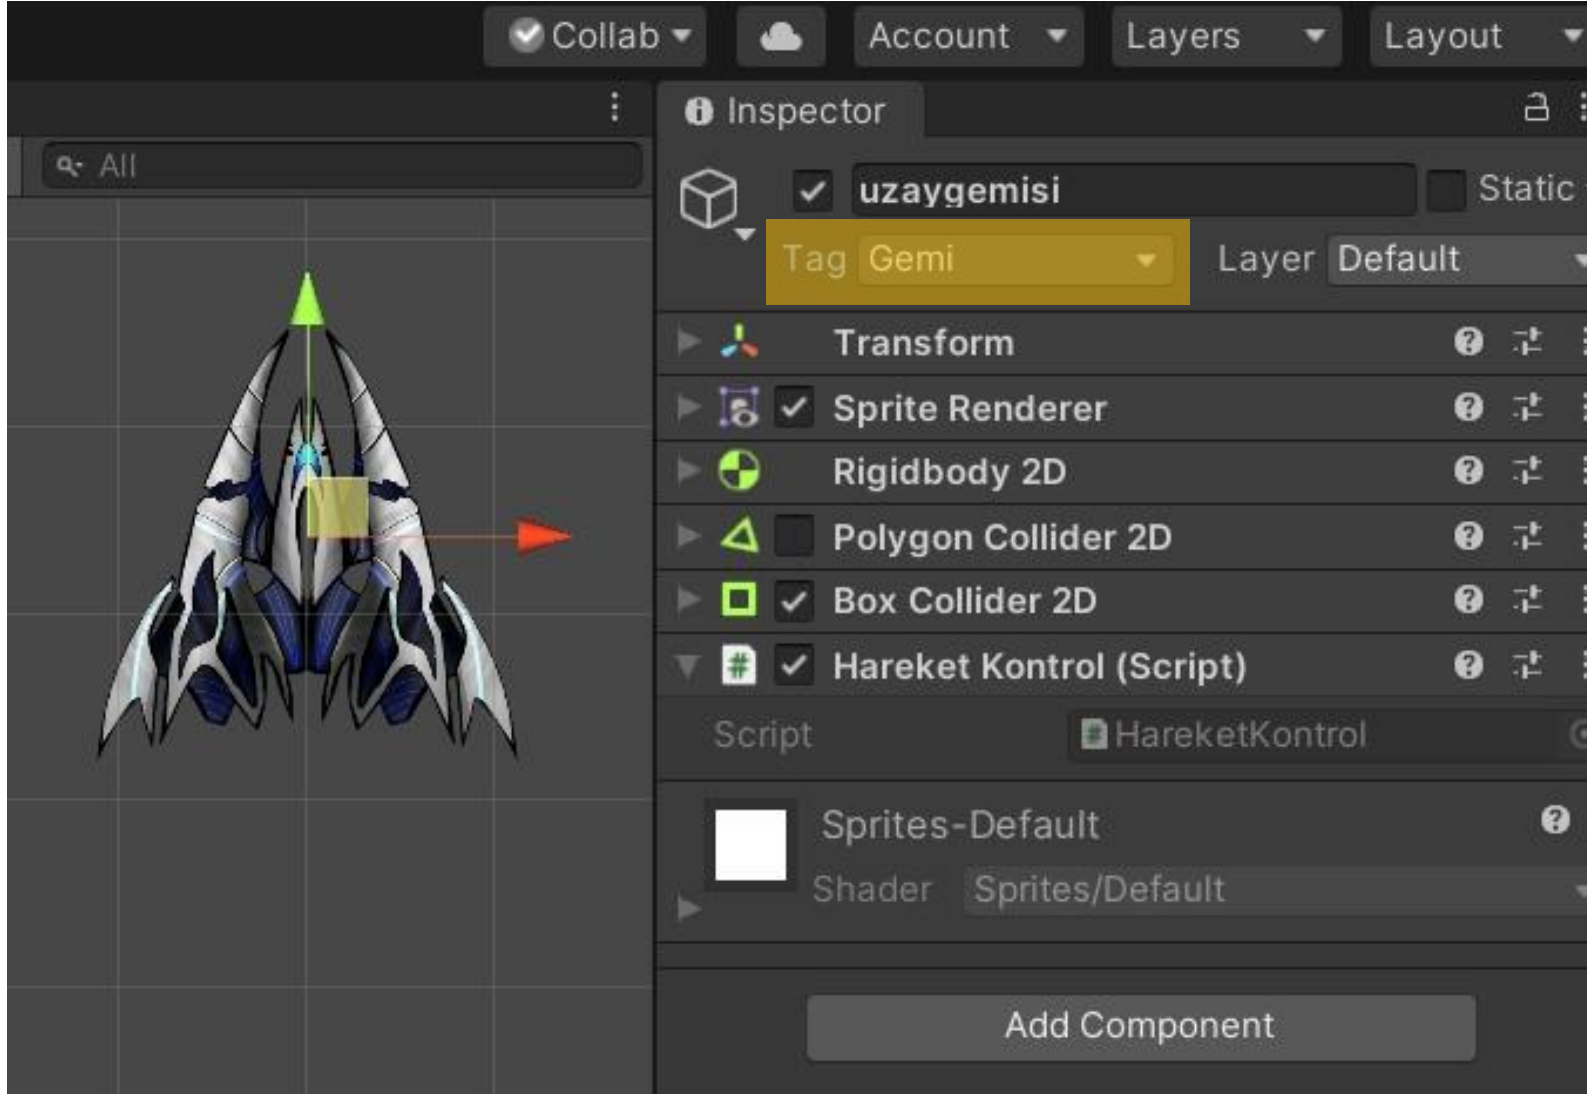 Collab Account Layers Layout
Inspector
All
uzaygemisi Static
Tag Gemi Layer Default
Transform
Sprite Renderer
Rigidbody 2D
Polygon Collider 2D
Box Collider 2D
# Hareket Kontrol (Script)
Script # HareketKontrol
Sprites-Default
Shader Sprites/Default
Add Component